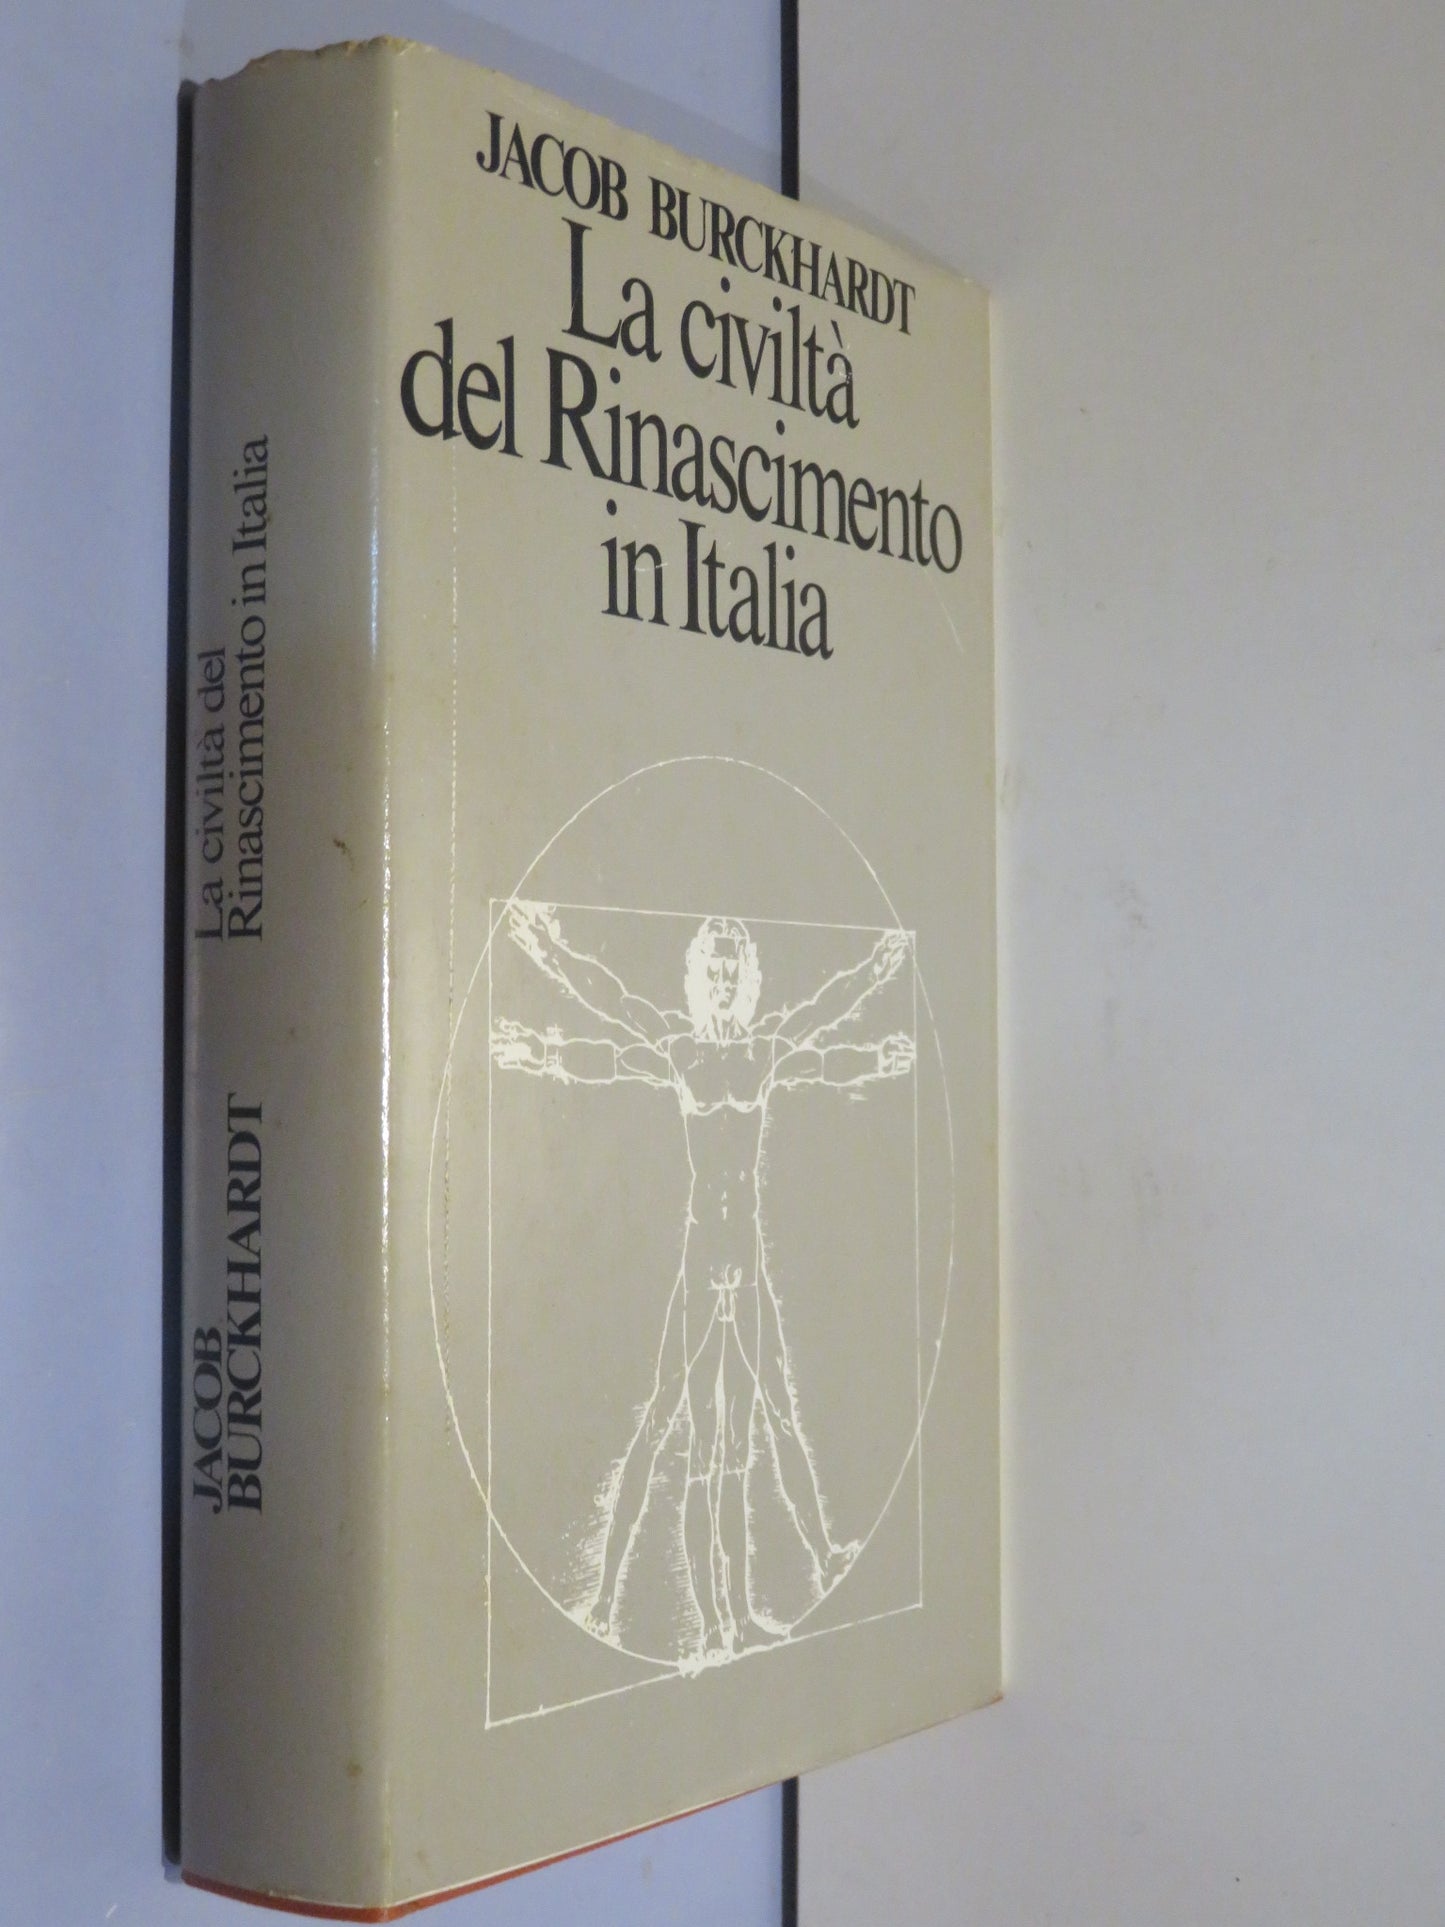 JACOB BURCKHARDT
La civiltà
del Rinascimento
in Italia
JACOB
BURCKHARDT
La civiltà del
Rinascimento in Italia